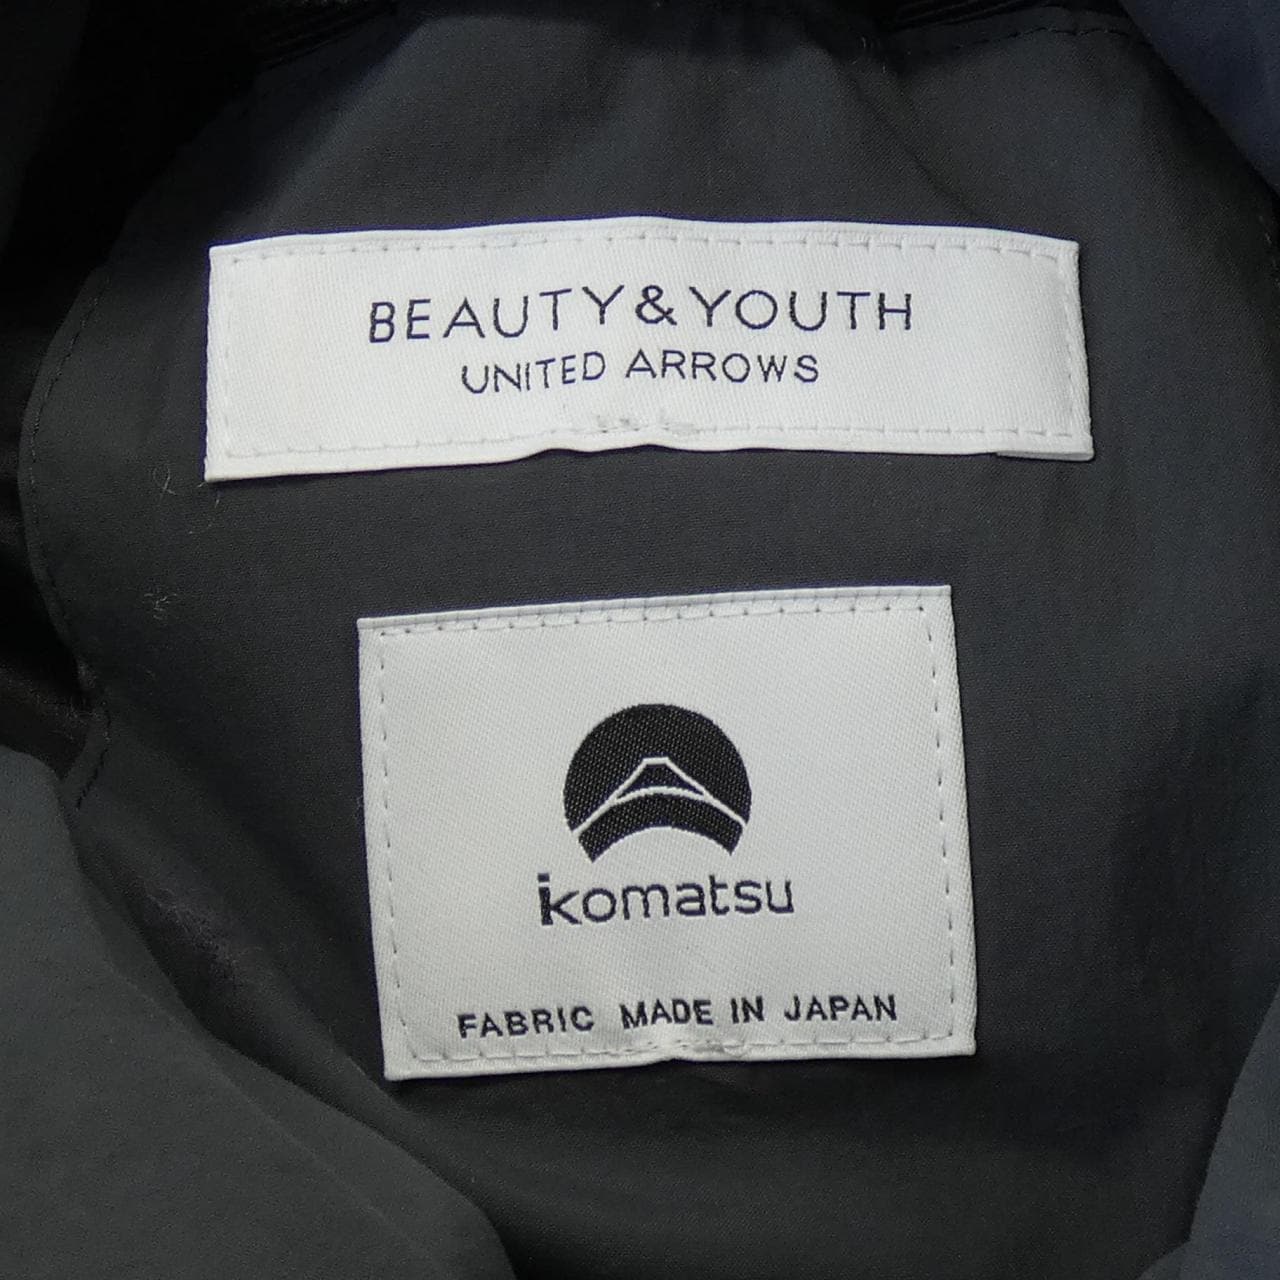 BEAUTY&YOUTH
UNITED ARROWS
komatsu
FABRIC MADE IN JAPAN